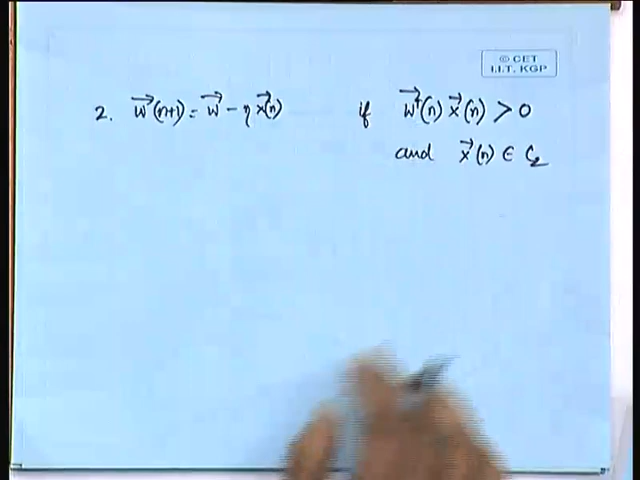 © CET
I.I.T. KGP
2. w⃗(n+1) = w⃗ - η x⃗(n) if w⃗ᵗ(n) x⃗(n) > 0
and x⃗(n) ∈ C₂